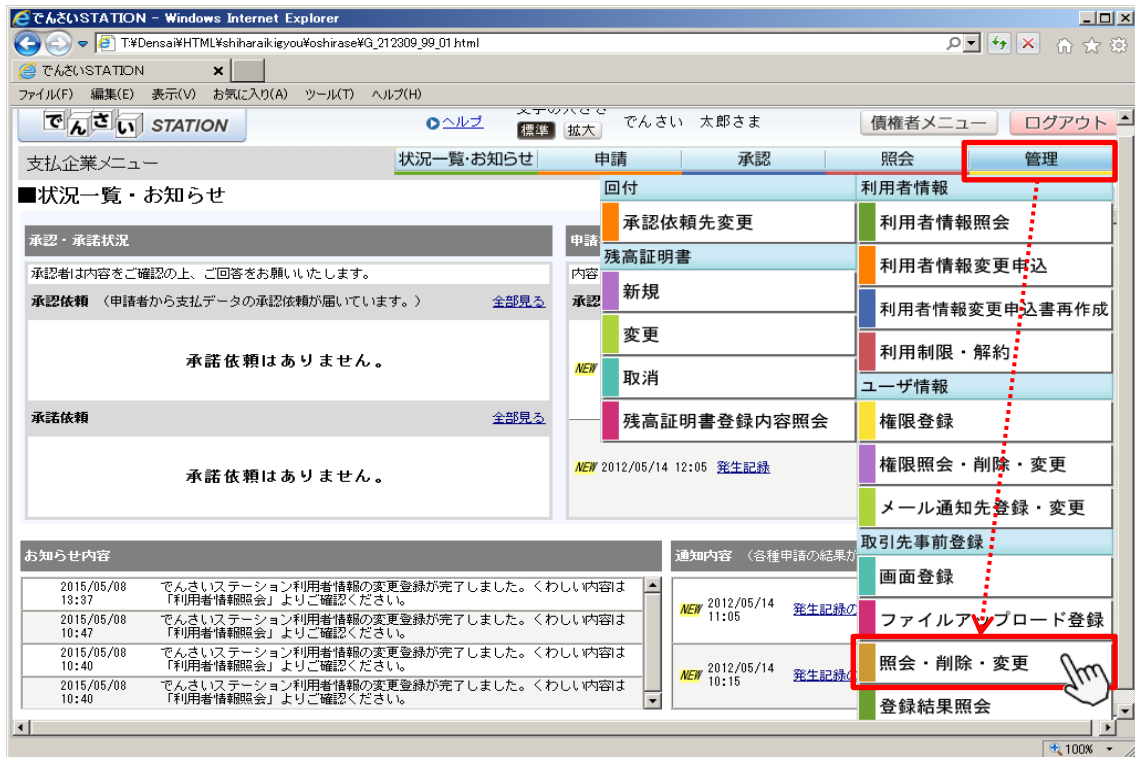 でんさいSTATION - Windows Internet Explorer
T:¥Densai¥HTML¥shiharaikigyou¥oshirase¥G_212309_99_01.html
でんさいSTATION
ファイル(F) 編集(E) 表示(V) お気に入り(A) ツール(T) ヘルプ(H)
でんさい STATION
ヘルプ
文字の大きさ
標準 拡大
でんさい 太郎さま
債権者メニュー
ログアウト
支払企業メニュー
状況一覧・お知らせ 申請 承認 照会 管理
■状況一覧・お知らせ
回付
承認依頼先変更
残高証明書
新規
変更
取消
残高証明書登録内容照会
利用者情報
利用者情報照会
利用者情報変更申込
利用者情報変更申込書再作成
利用制限・解約
ユーザ情報
権限登録
権限照会・削除・変更
メール通知先登録・変更
取引先事前登録
画面登録
ファイルアップロード登録
照会・削除・変更
登録結果照会
承認・承諾状況
承認者は内容をご確認の上、ご回答をお願いいたします。
承認依頼 （申請者から支払データの承認依頼が届いています。） 全部見る
承諾依頼はありません。
承諾依頼 全部見る
承諾依頼はありません。
申請
内容
承認
NEW
NEW 2012/05/14 12:05 発生記録
お知らせ内容
2015/05/08 でんさいステーション利用者情報の変更登録が完了しました。くわしい内容は
13:37 「利用者情報照会」よりご確認ください。
2015/05/08 でんさいステーション利用者情報の変更登録が完了しました。くわしい内容は
10:47 「利用者情報照会」よりご確認ください。
2015/05/08 でんさいステーション利用者情報の変更登録が完了しました。くわしい内容は
10:40 「利用者情報照会」よりご確認ください。
2015/05/08 でんさいステーション利用者情報の変更登録が完了しました。くわしい内容は
10:40 「利用者情報照会」よりご確認ください。
通知内容 （各種申請の結果が
NEW 2012/05/14 発生記録の
11:05
NEW 2012/05/14 発生記録の
10:15
100%